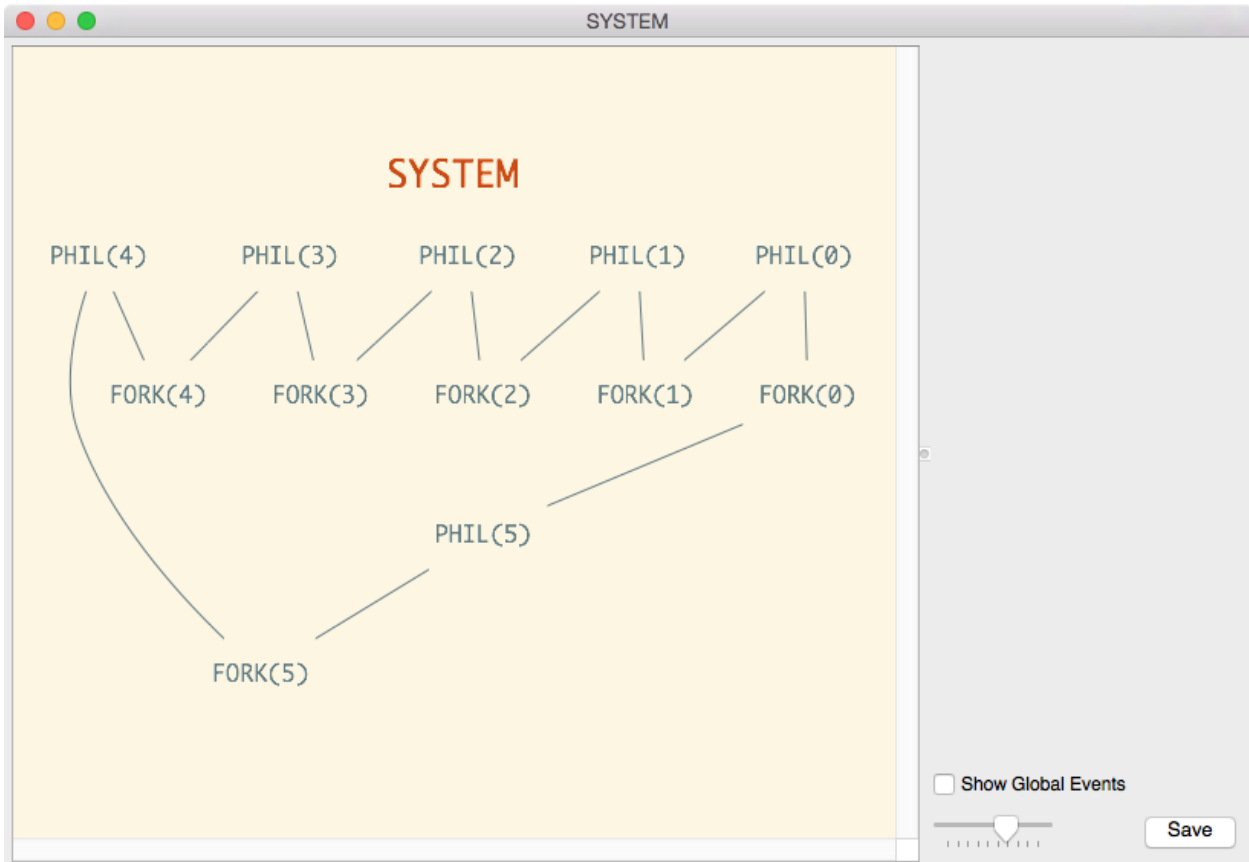 SYSTEM
SYSTEM
PHIL(4) PHIL(3) PHIL(2) PHIL(1) PHIL(0)
FORK(4) FORK(3) FORK(2) FORK(1) FORK(0)
PHIL(5)
FORK(5)
Show Global Events
Save